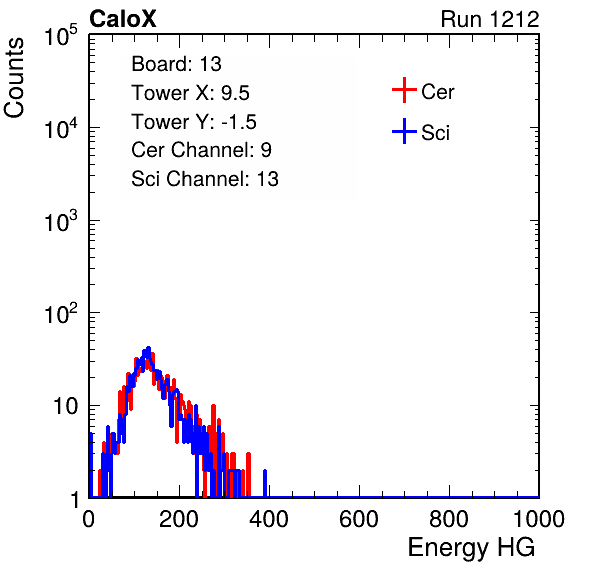 CaloX Run 1212
Counts
10^5
10^4
10^3
10^2
10
1
Board: 13
Tower X: 9.5
Tower Y: -1.5
Cer Channel: 9
Sci Channel: 13
Cer
Sci
0 200 400 600 800 1000
Energy HG